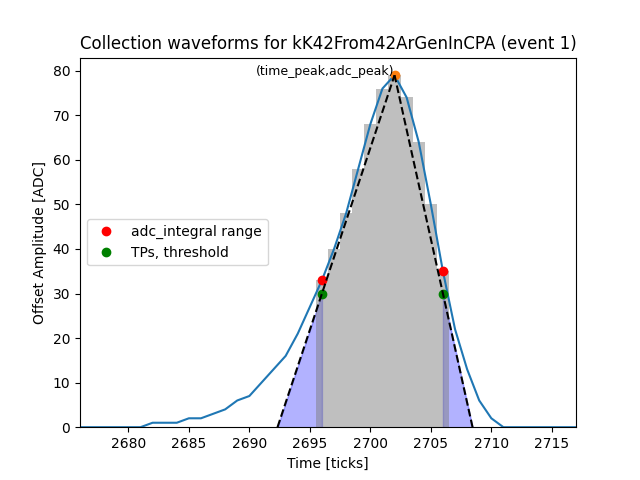 Collection waveforms for kK42From42ArGenInCPA (event 1)
(time_peak,adc_peak)
80
70
60
50
40
30
20
10
0
Offset Amplitude [ADC]
adc_integral range
TPs, threshold
2680 2685 2690 2695 2700 2705 2710 2715
Time [ticks]